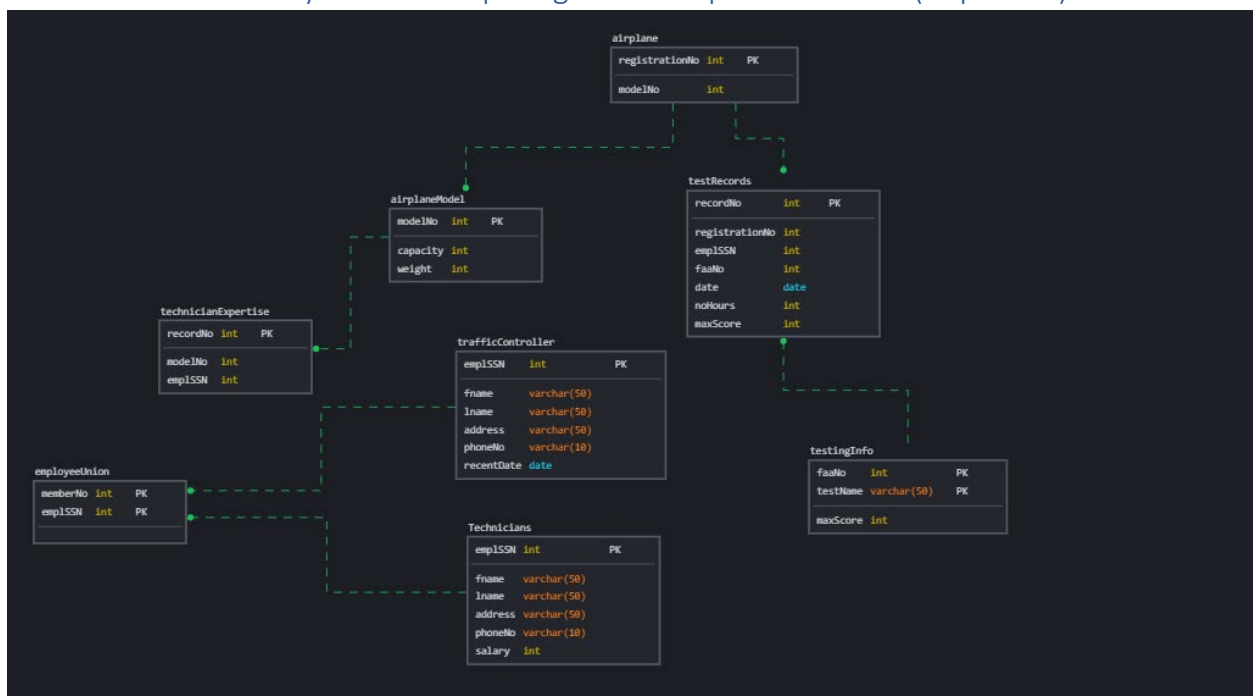 airplane
registrationNo int PK
modelNo int
testRecords
recordNo int PK
registrationNo int
emplSSN int
faaNo int
date date
noHours int
maxScore int
airplaneModel
modelNo int PK
capacity int
weight int
technicianExpertise
recordNo int PK
modelNo int
emplSSN int
trafficController
emplSSN int PK
fname varchar(50)
lname varchar(50)
address varchar(50)
phoneNo varchar(10)
recentDate date
testingInfo
faaNo int PK
testName varchar(50) PK
maxScore int
employeeUnion
memberNo int PK
emplSSN int PK
Technicians
emplSSN int PK
fname varchar(50)
lname varchar(50)
address varchar(50)
phoneNo varchar(10)
salary int